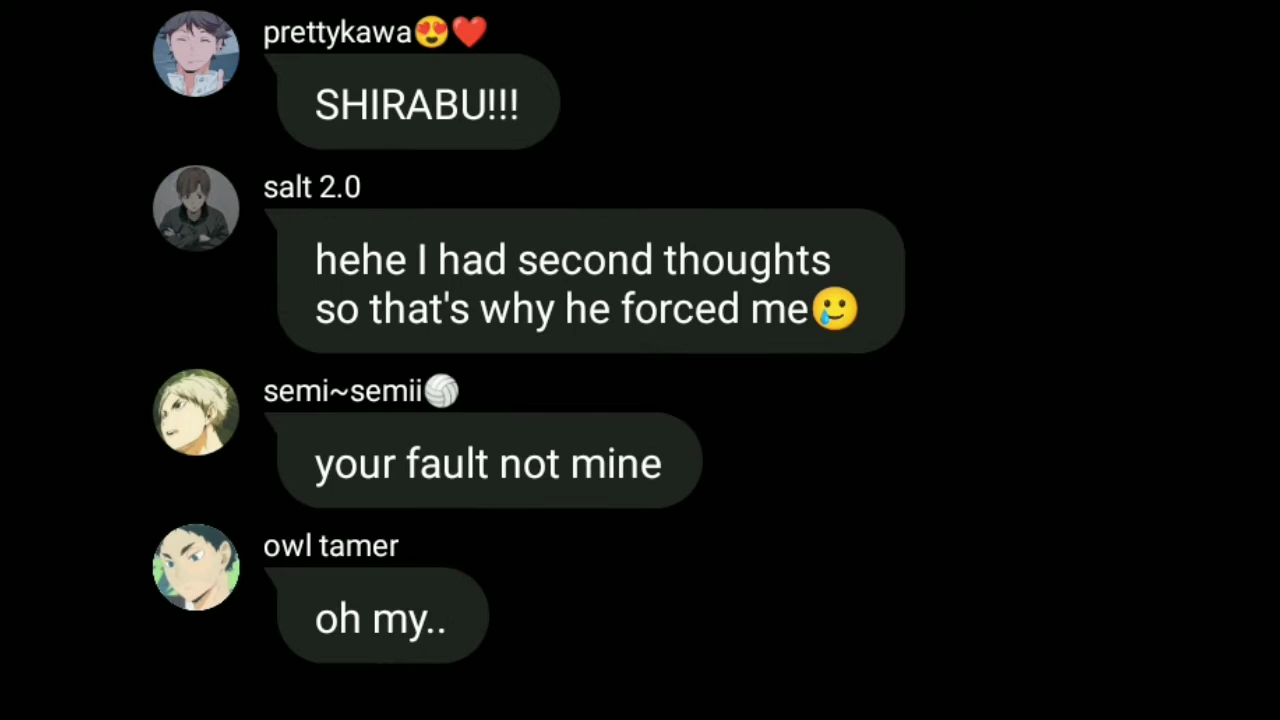 prettykawa😍❤️
SHIRABU!!!
salt 2.0
hehe I had second thoughts
so that's why he forced me🥲
semi~semii🏐
your fault not mine
owl tamer
oh my..